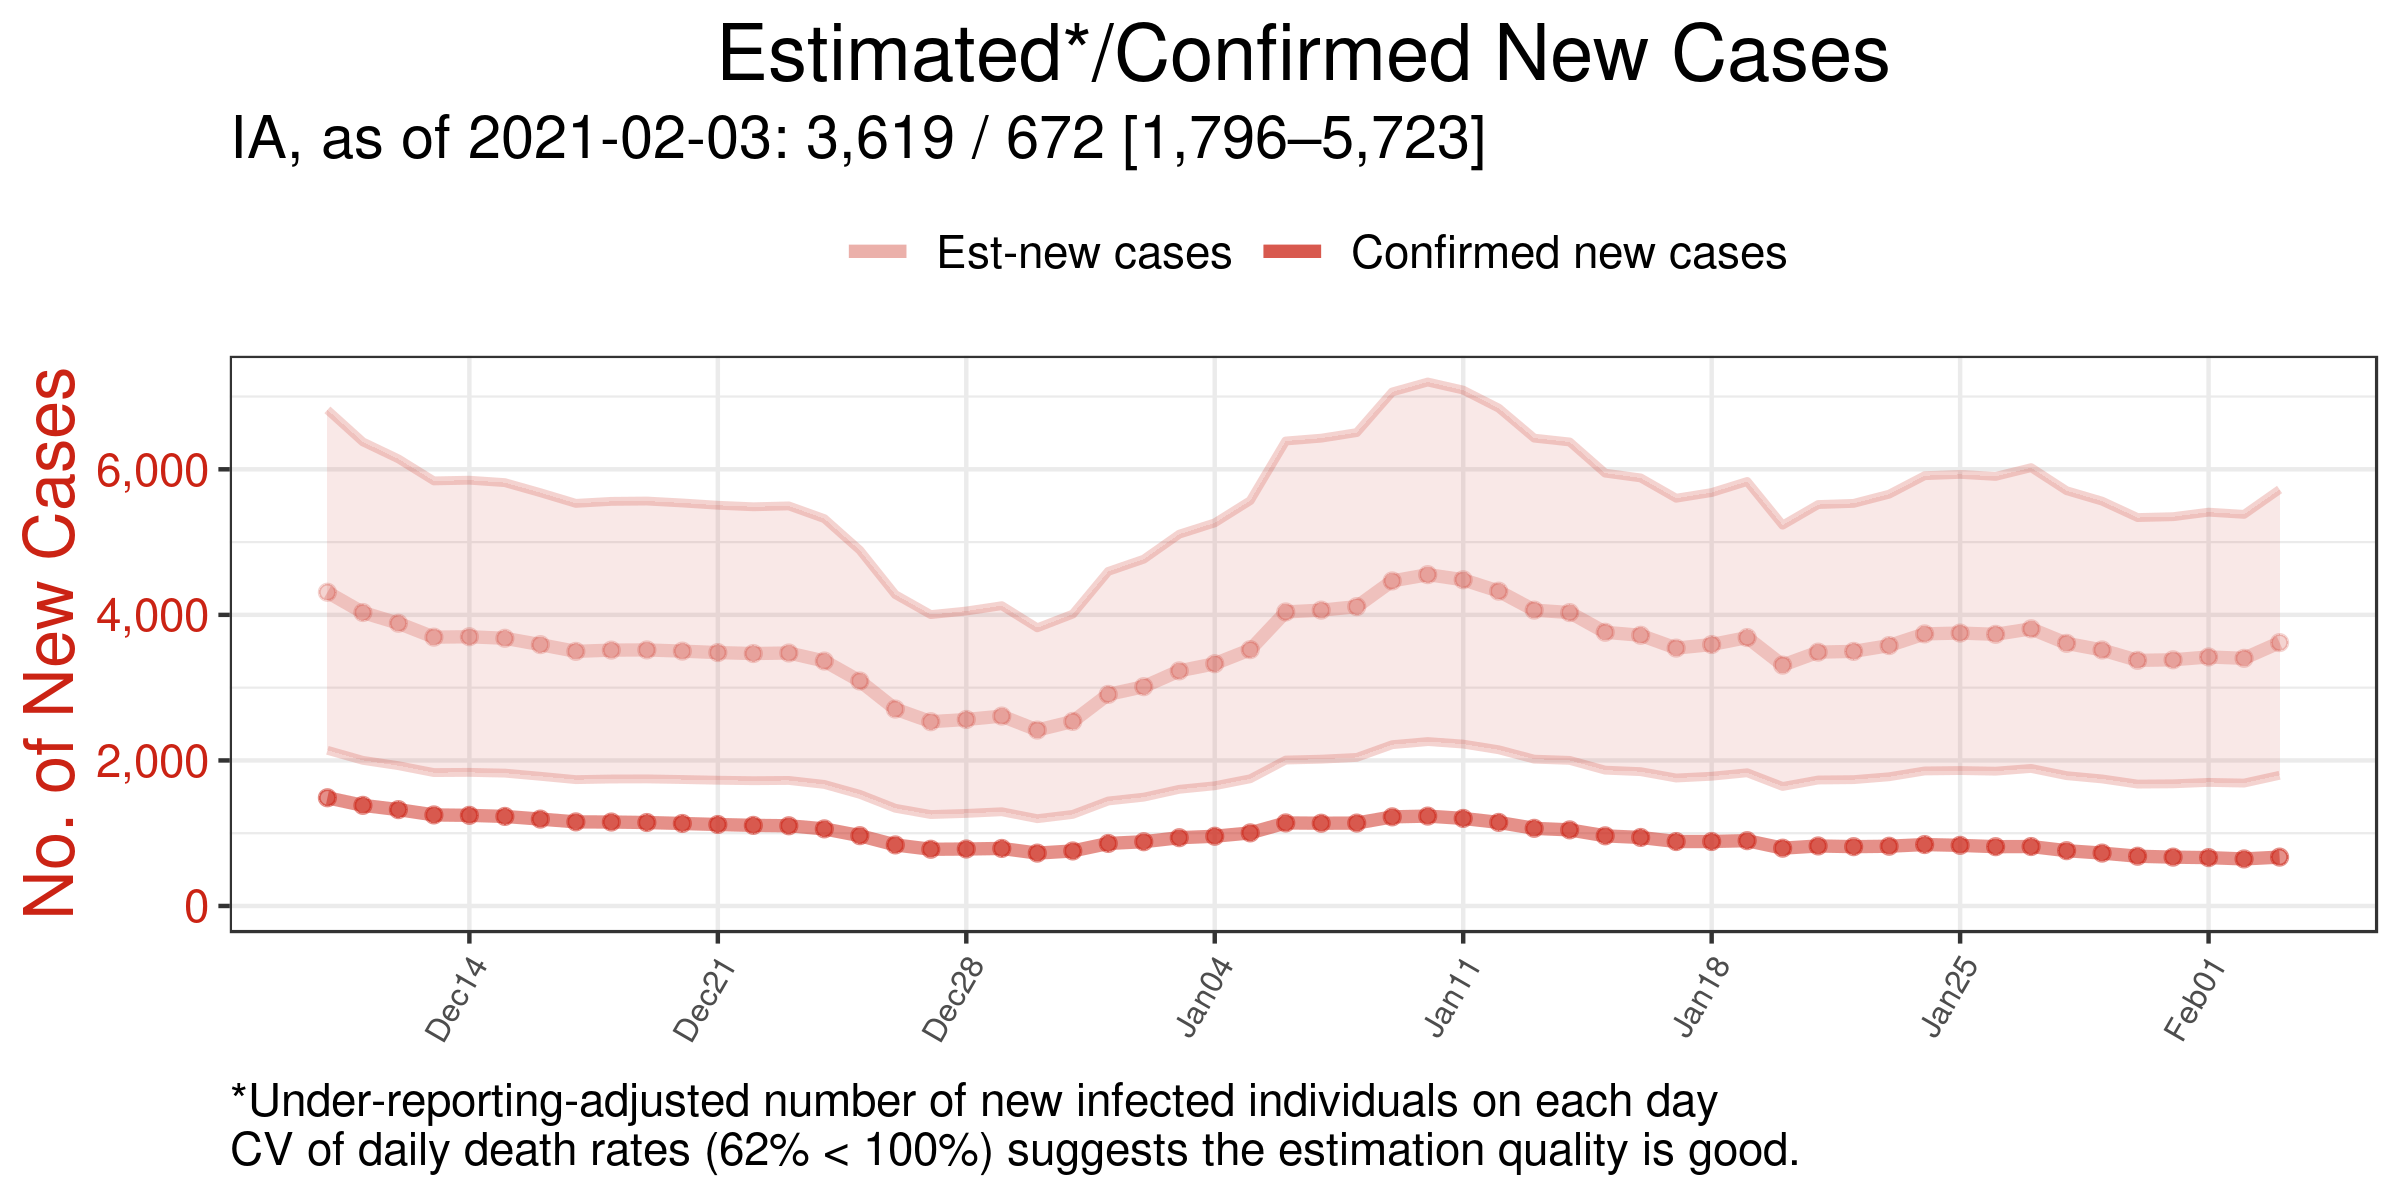 Estimated*/Confirmed New Cases
IA, as of 2021-02-03: 3,619 / 672 [1,796–5,723]
Est-new cases
Confirmed new cases
No. of New Cases
6,000
4,000
2,000
0
Dec14
Dec21
Dec28
Jan04
Jan11
Jan18
Jan25
Feb01
*Under-reporting-adjusted number of new infected individuals on each day
CV of daily death rates (62% < 100%) suggests the estimation quality is good.